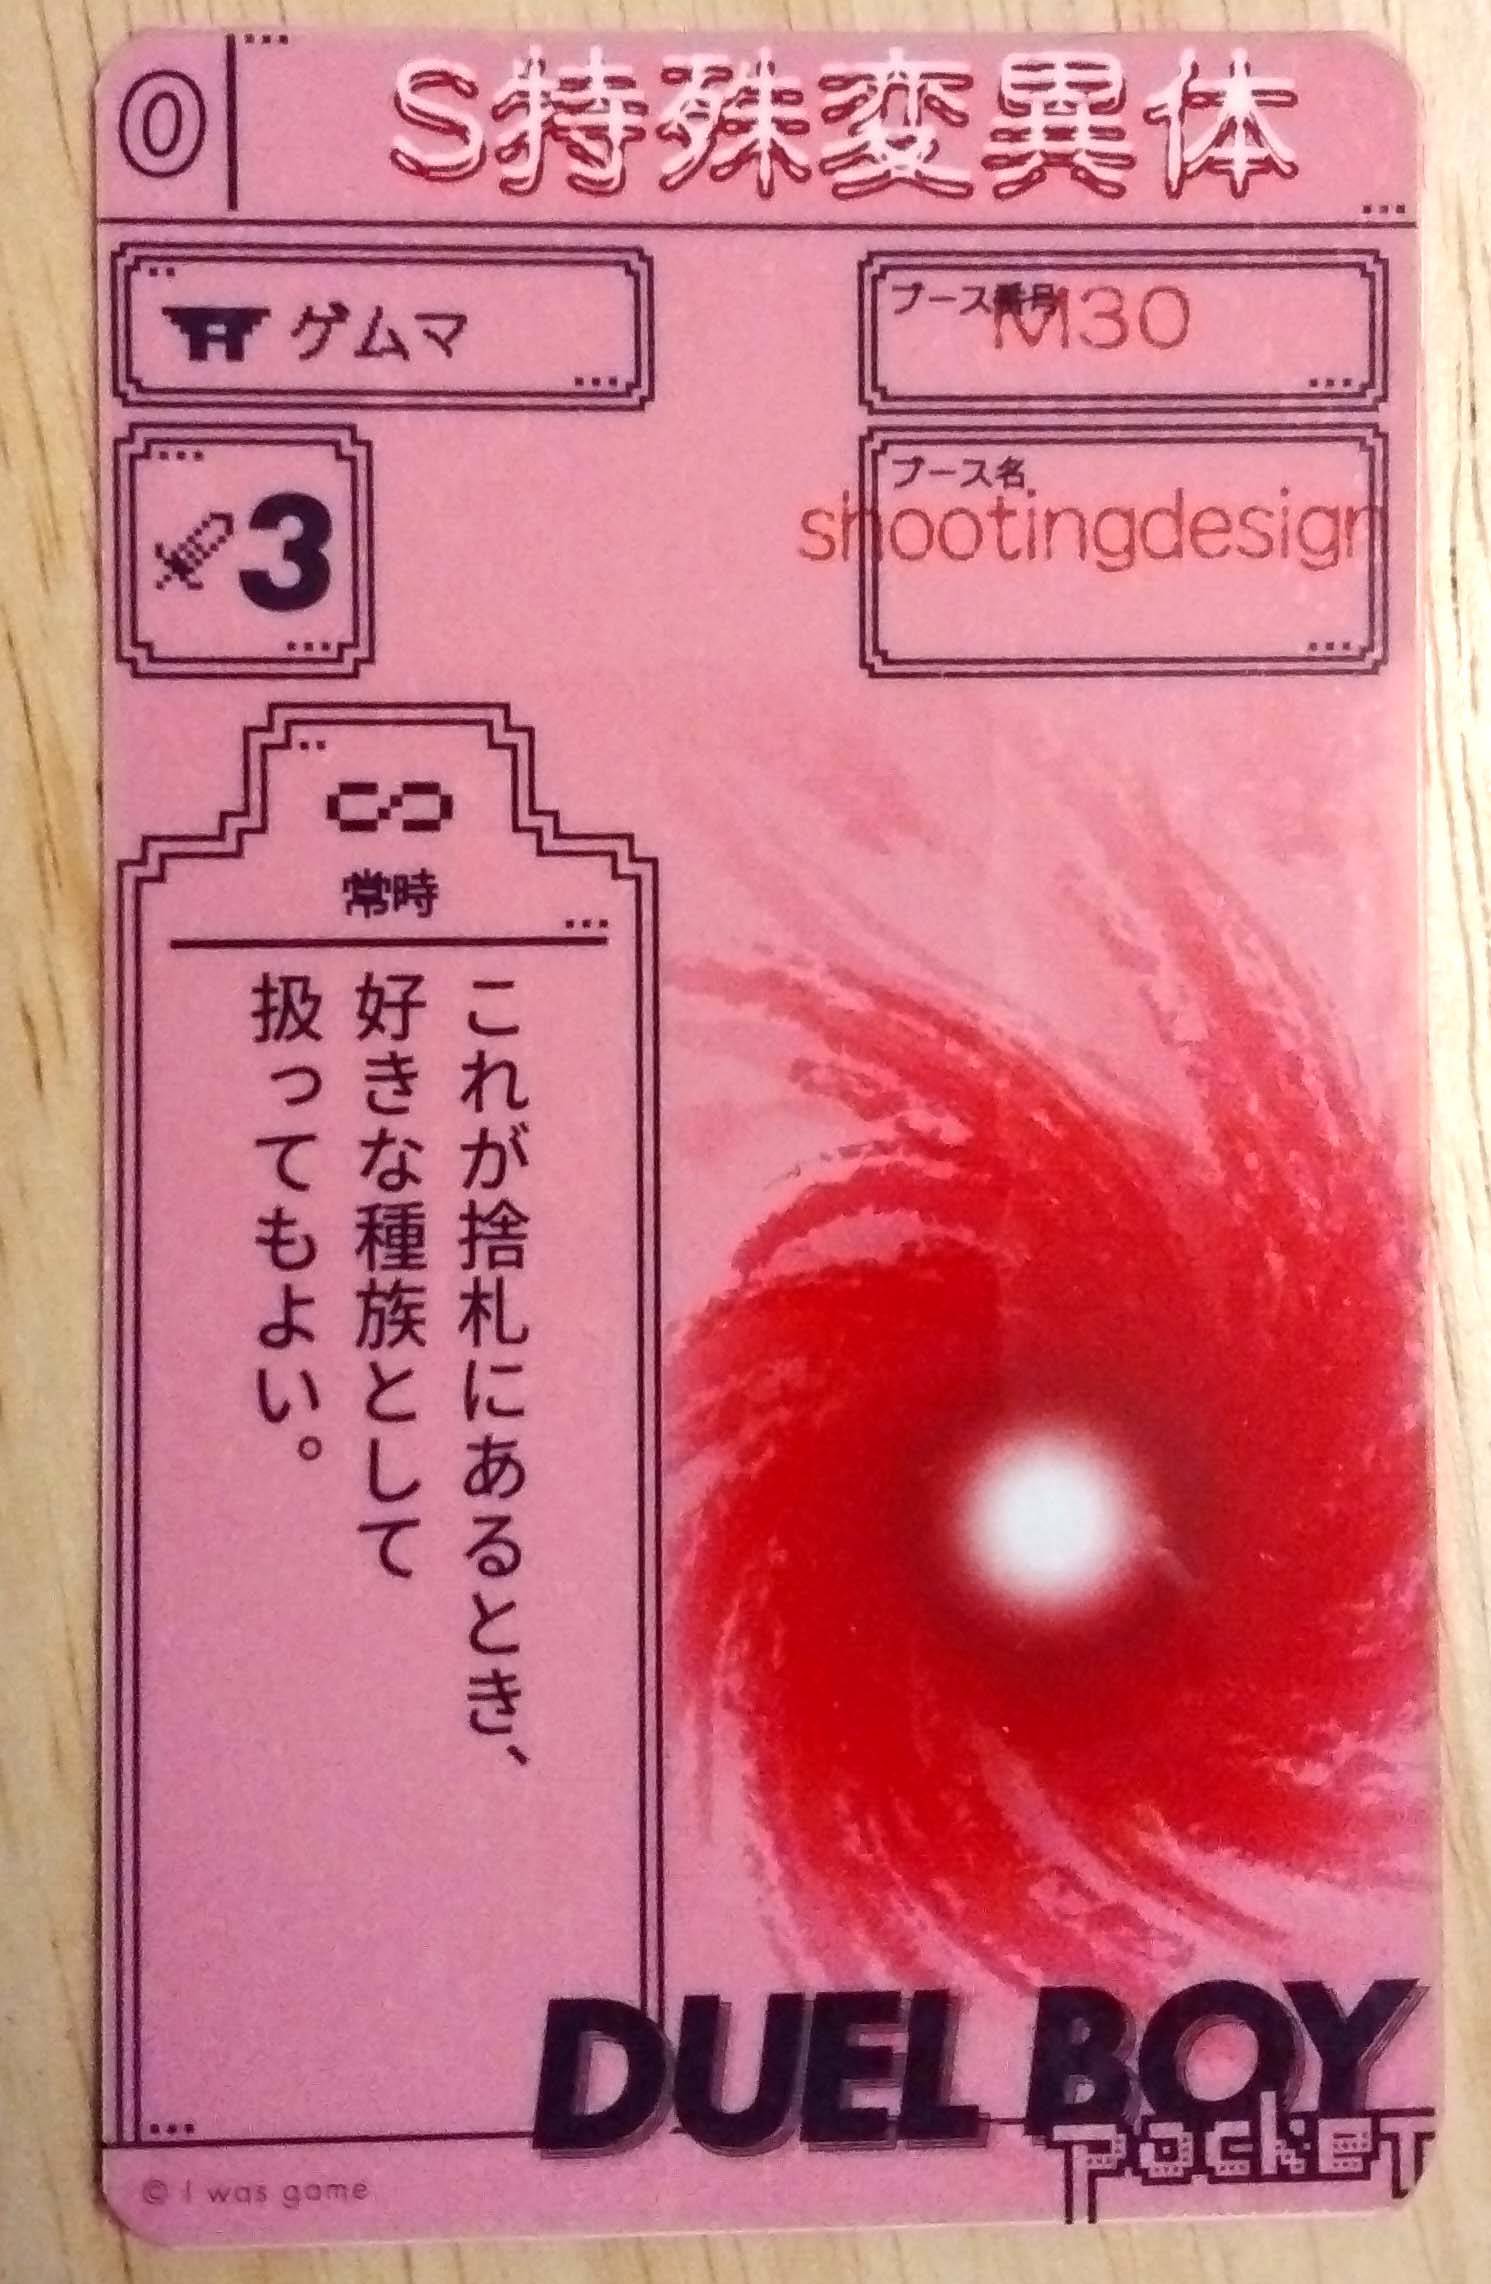 0
S特殊変異体
ゲムマ
ブース番号
M30
3
ブース名
shootingdesign
∞
常時
これが捨札にあるとき、
好きな種族として
扱ってもよい。
DUEL BOY
POCKET
© I was game